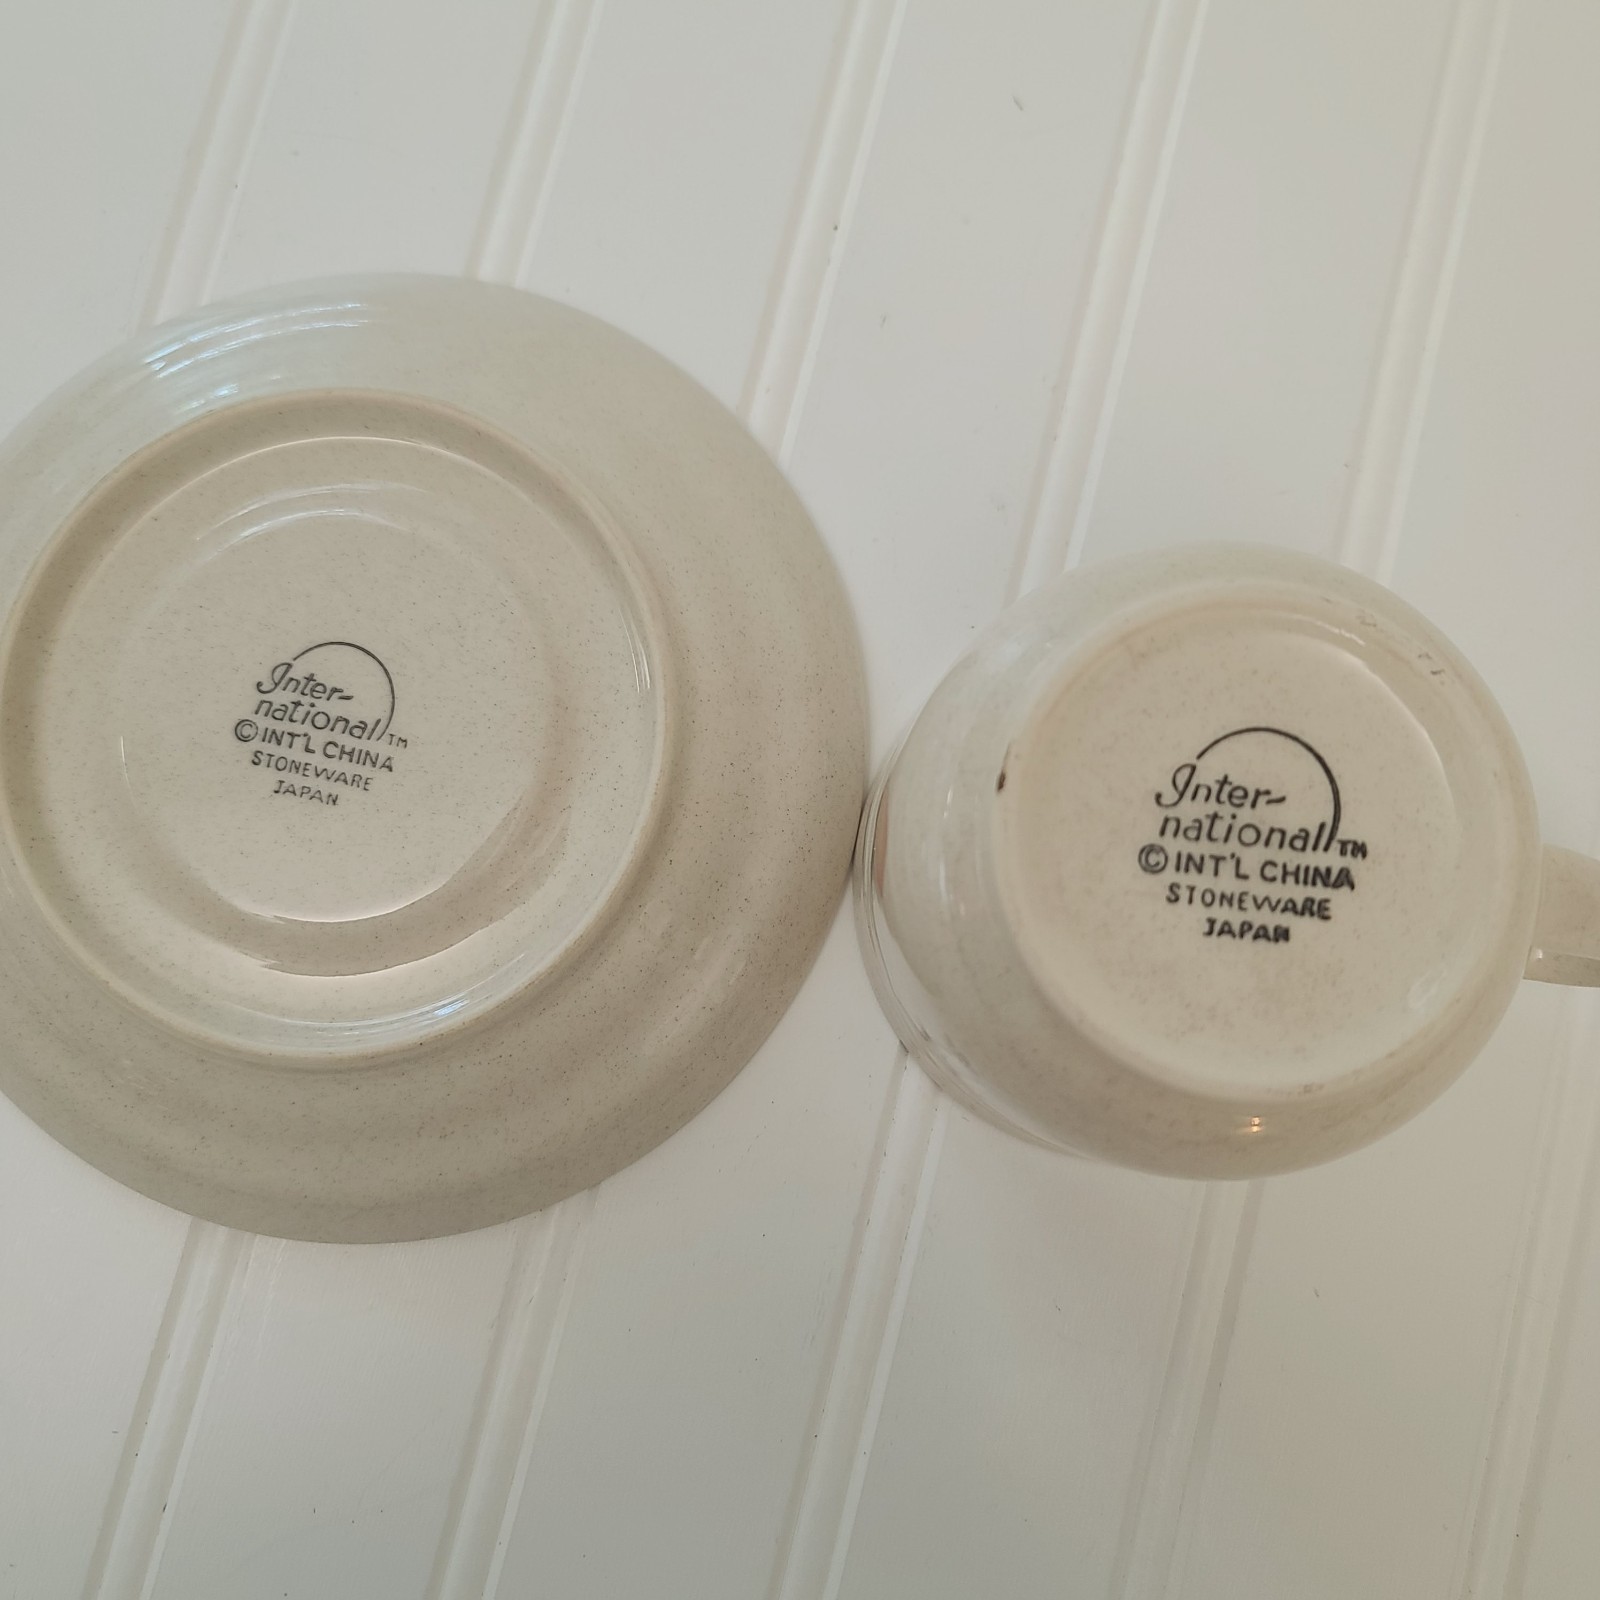 Inter-
national™
© INT'L CHINA
STONEWARE
JAPAN
Inter-
national™
© INT'L CHINA
STONEWARE
JAPAN